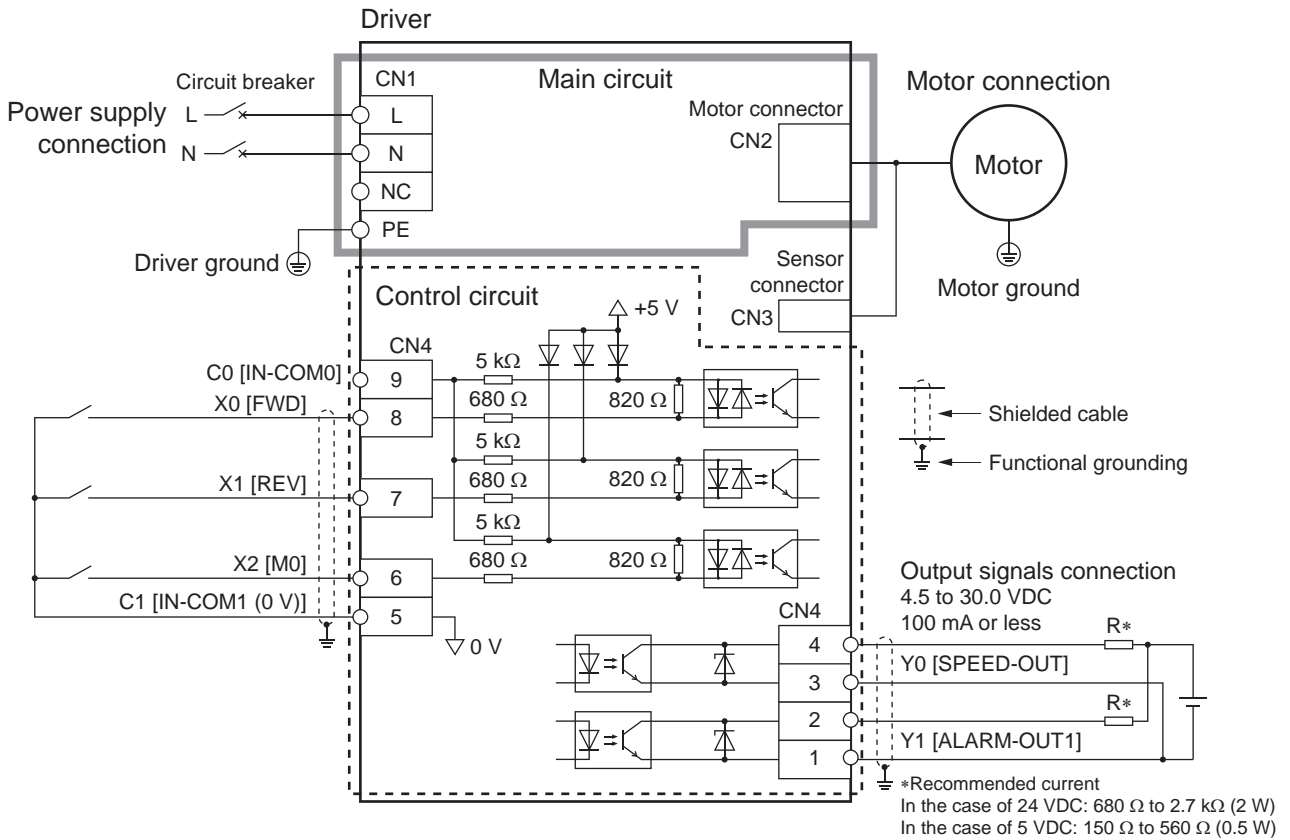 Driver
CN1
Main circuit
Circuit breaker
Power supply
connection
L
N
L
N
NC
PE
Driver ground
Motor connector
CN2
Motor connection
Motor
Motor ground
Sensor
connector
CN3
Control circuit
+5 V
CN4
C0 [IN-COM0]
9
5 kΩ
X0 [FWD]
8
680 Ω
820 Ω
5 kΩ
X1 [REV]
7
680 Ω
820 Ω
5 kΩ
X2 [M0]
6
680 Ω
820 Ω
C1 [IN-COM1 (0 V)]
5
0 V
Shielded cable
Functional grounding
Output signals connection
4.5 to 30.0 VDC
100 mA or less
CN4
4
R*
Y0 [SPEED-OUT]
3
2
R*
Y1 [ALARM-OUT1]
1
*Recommended current
In the case of 24 VDC: 680 Ω to 2.7 kΩ (2 W)
In the case of 5 VDC: 150 Ω to 560 Ω (0.5 W)